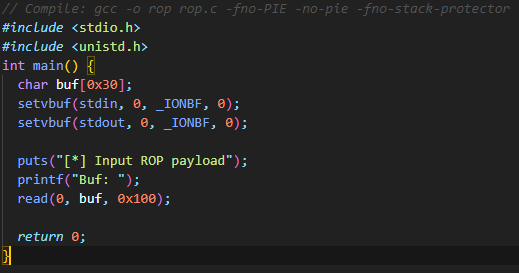 // Compile: gcc -o rop rop.c -fno-PIE -no-pie -fno-stack-protector
#include <stdio.h>
#include <unistd.h>
int main() {
  char buf[0x30];
  setvbuf(stdin, 0, _IONBF, 0);
  setvbuf(stdout, 0, _IONBF, 0);

  puts("[*] Input ROP payload");
  printf("Buf: ");
  read(0, buf, 0x100);

  return 0;
}